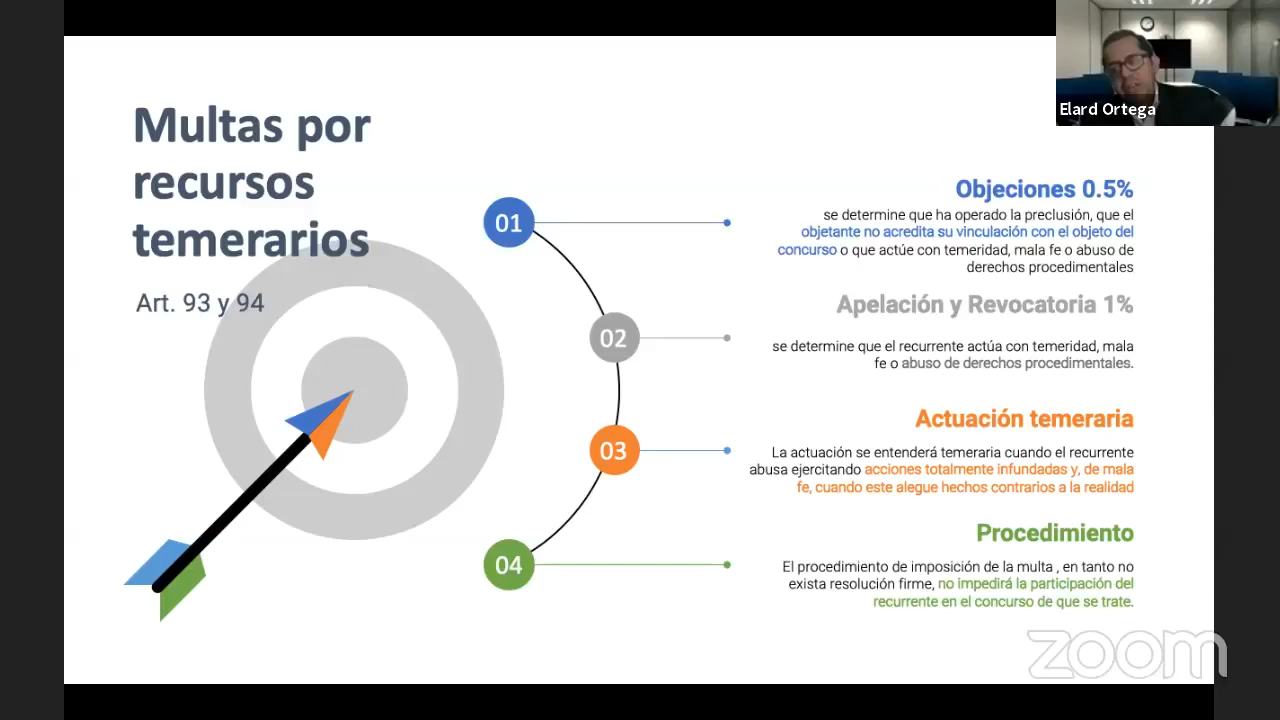 Elard Ortega
Multas por
recursos
temerarios
Art. 93 y 94
01
Objeciones 0.5%
se determine que ha operado la preclusión, que el
objetante no acredita su vinculación con el objeto del
concurso o que actúe con temeridad, mala fe o abuso de
derechos procedimentales
02
Apelación y Revocatoria 1%
se determine que el recurrente actúa con temeridad, mala
fe o abuso de derechos procedimentales.
03
Actuación temeraria
La actuación se entenderá temeraria cuando el recurrente
abusa ejercitando acciones totalmente infundadas y, de mala
fe, cuando este alegue hechos contrarios a la realidad
04
Procedimiento
El procedimiento de imposición de la multa , en tanto no
exista resolución firme, no impedirá la participación del
recurrente en el concurso de que se trate.
zoom